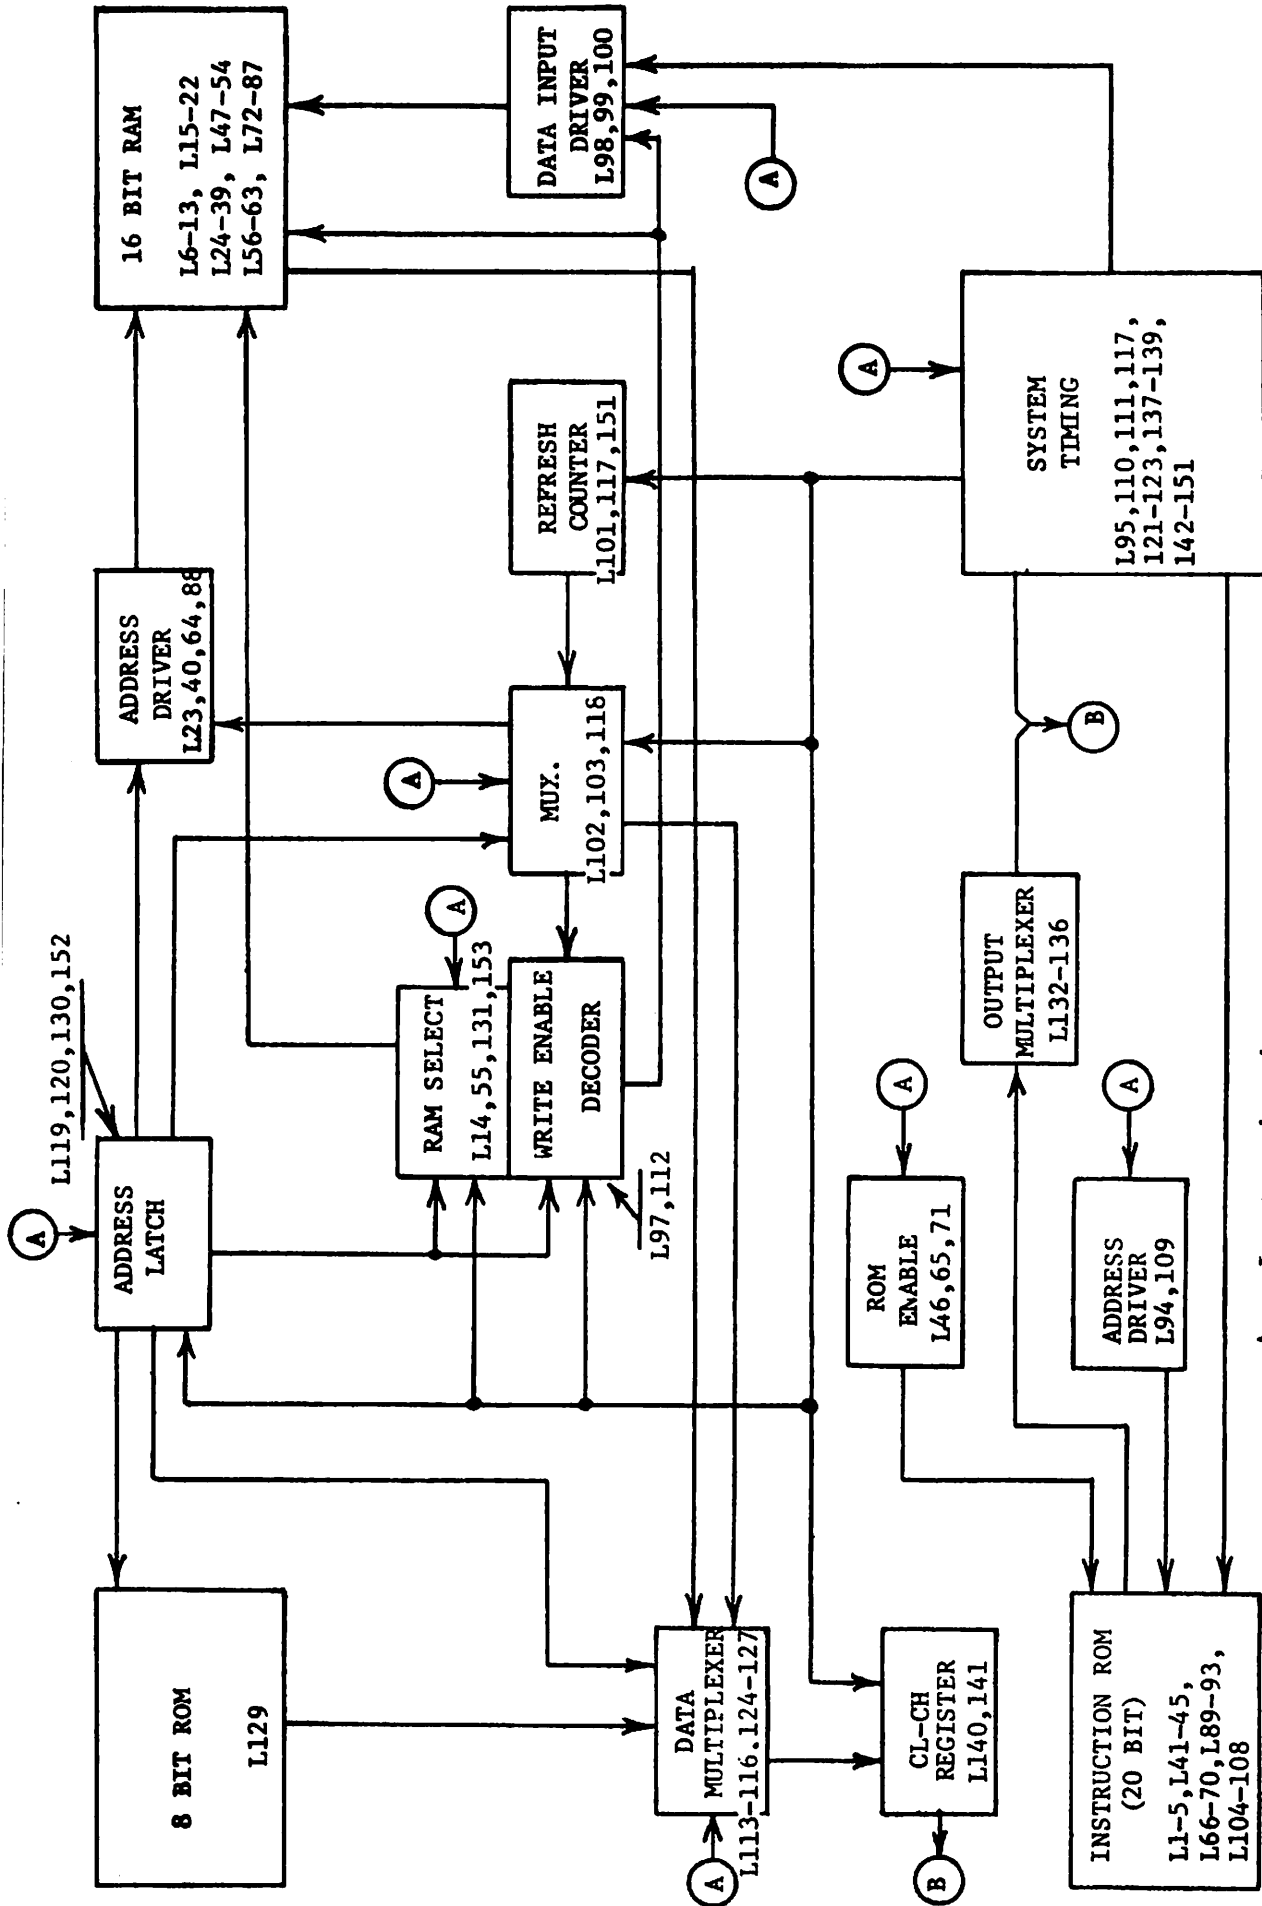 8 BIT ROM
L129
A
ADDRESS
LATCH
L119,120,130,152
ADDRESS
DRIVER
L23,40,64,88
16 BIT RAM
L6-13, L15-22
L24-39, L47-54
L56-63, L72-87
A
RAM SELECT
L14,55,131,153
A
WRITE ENABLE
DECODER
L97,112
A
MUX.
L102,103,118
REFRESH
COUNTER
L101,117,151
DATA INPUT
DRIVER
L98,99,100
A
DATA
MULTIPLEXER
L113-116.124-127
A
CL-CH
REGISTER
L140,141
B
ROM
ENABLE
L46,65,71
A
OUTPUT
MULTIPLEXER
L132-136
B
A
SYSTEM
TIMING
L95,110,111,117,
121-123,137-139,
142-151
INSTRUCTION ROM
(20 BIT)
L1-5,L41-45,
L66-70,L89-93,
L104-108
ADDRESS
DRIVER
L94,109
A